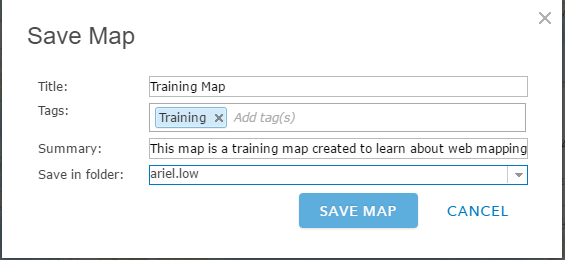 Save Map
Title: Training Map
Tags: Training Add tag(s)
Summary: This map is a training map created to learn about web mapping
Save in folder: ariel.low
SAVE MAP CANCEL